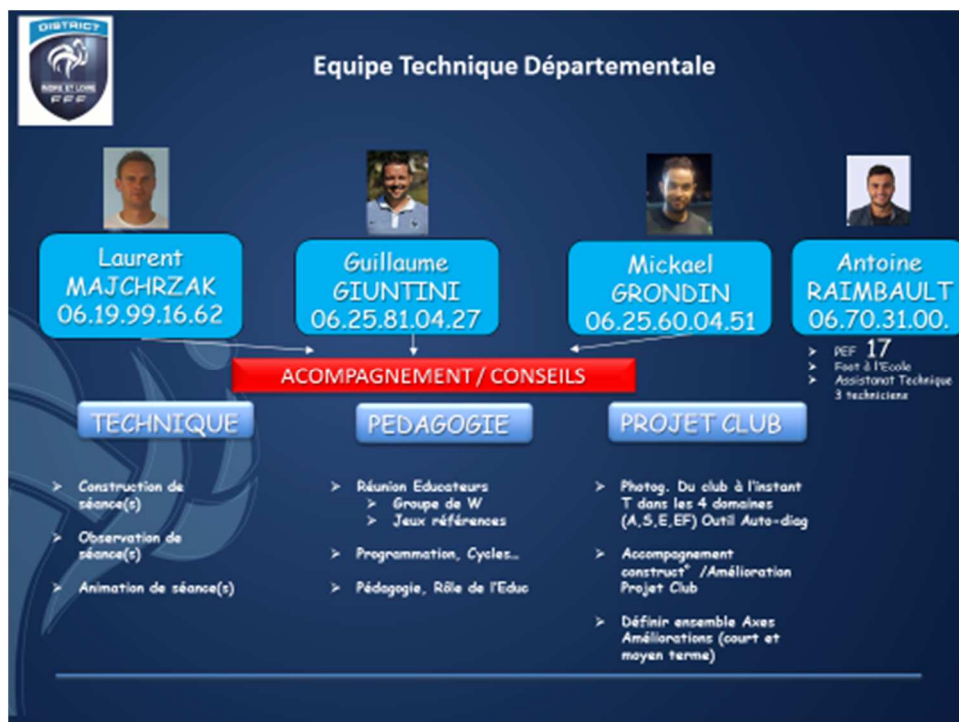 DISTRICT
INDRE ET LOIRE
FFF
Equipe Technique Départementale
Laurent
MAJCHRZAK
06.19.99.16.62
Guillaume
GIUNTINI
06.25.81.04.27
Mickael
GRONDIN
06.25.60.04.51
Antoine
RAIMBAULT
06.70.31.00.
➢ PEF 17
➢ Foot à l'Ecole
➢ Assistanat Technique
3 techniciens
ACOMPAGNEMENT / CONSEILS
TECHNIQUE
➢ Construction de
séance(s)
➢ Observation de
séance(s)
➢ Animation de séance(s)
PEDAGOGIE
➢ Réunion Educateurs
➢ Groupe de W
➢ Jeux références
➢ Programmation, Cycles...
➢ Pédagogie, Rôle de l'Educ
PROJET CLUB
➢ Photog. Du club à l'instant
T dans les 4 domaines
(A,S,E,EF) Outil Auto-diag
➢ Accompagnement
construct° /Amélioration
Projet Club
➢ Définir ensemble Axes
Améliorations (court et
moyen terme)